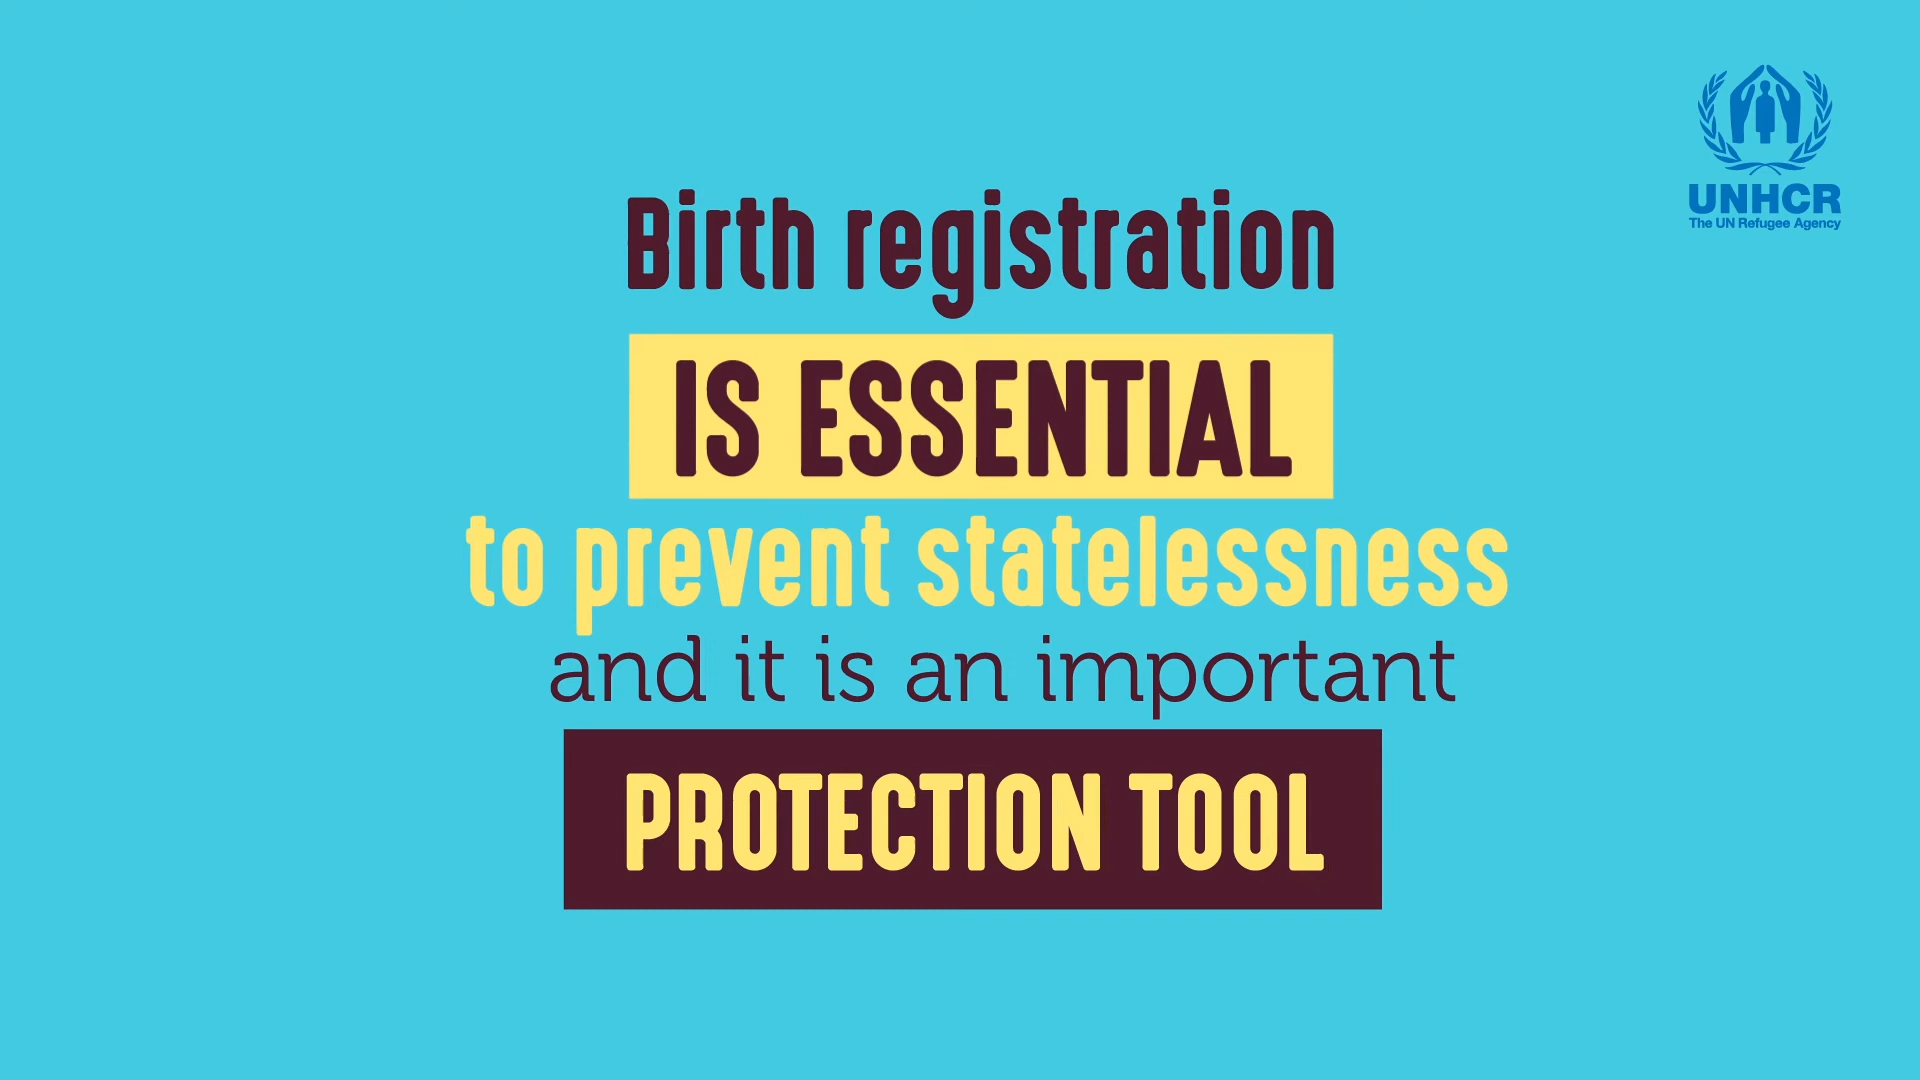 Birth registration
IS ESSENTIAL
to prevent statelessness
and it is an important
PROTECTION TOOL
UNHCR
The UN Refugee Agency